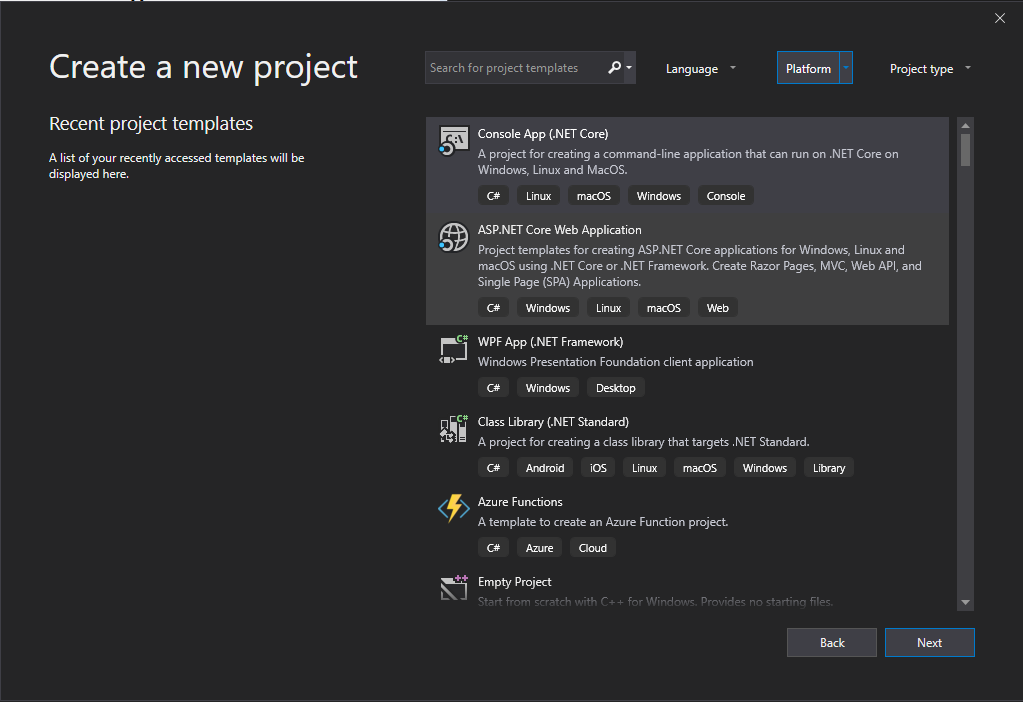 Create a new project
Search for project templates
Language
Platform
Project type
Recent project templates
A list of your recently accessed templates will be
displayed here.
C:\
Console App (.NET Core)
A project for creating a command-line application that can run on .NET Core on
Windows, Linux and MacOS.
C# Linux macOS Windows Console
ASP.NET Core Web Application
Project templates for creating ASP.NET Core applications for Windows, Linux and
macOS using .NET Core or .NET Framework. Create Razor Pages, MVC, Web API, and
Single Page (SPA) Applications.
C# Windows Linux macOS Web
C#
WPF App (.NET Framework)
Windows Presentation Foundation client application
C# Windows Desktop
C#
Class Library (.NET Standard)
A project for creating a class library that targets .NET Standard.
C# Android iOS Linux macOS Windows Library
Azure Functions
A template to create an Azure Function project.
C# Azure Cloud
++
Empty Project
Start from scratch with C++ for Windows. Provides no starting files.
Back
Next